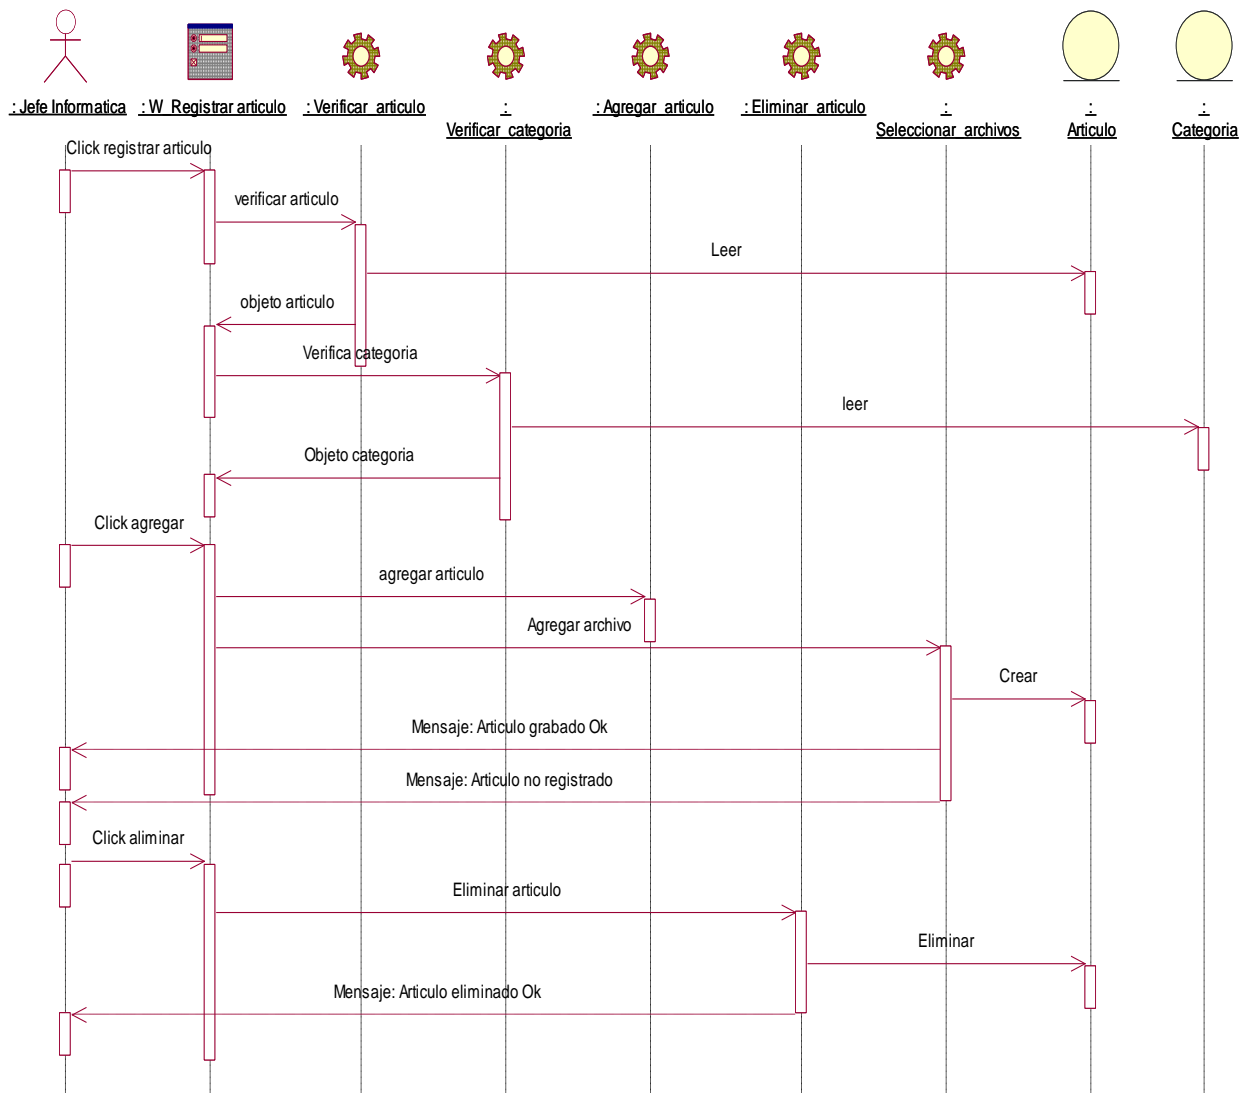 : Jefe Informatica
: W_Registrar articulo
: Verificar_articulo
:
Verificar_categoria
: Agregar_articulo
: Eliminar_articulo
:
Seleccionar_archivos
:
Articulo
:
Categoria
Click registrar articulo
verificar articulo
Leer
objeto articulo
Verifica categoria
leer
Objeto categoria
Click agregar
agregar articulo
Agregar archivo
Crear
Mensaje: Articulo grabado Ok
Mensaje: Articulo no registrado
Click aliminar
Eliminar articulo
Eliminar
Mensaje: Articulo eliminado Ok